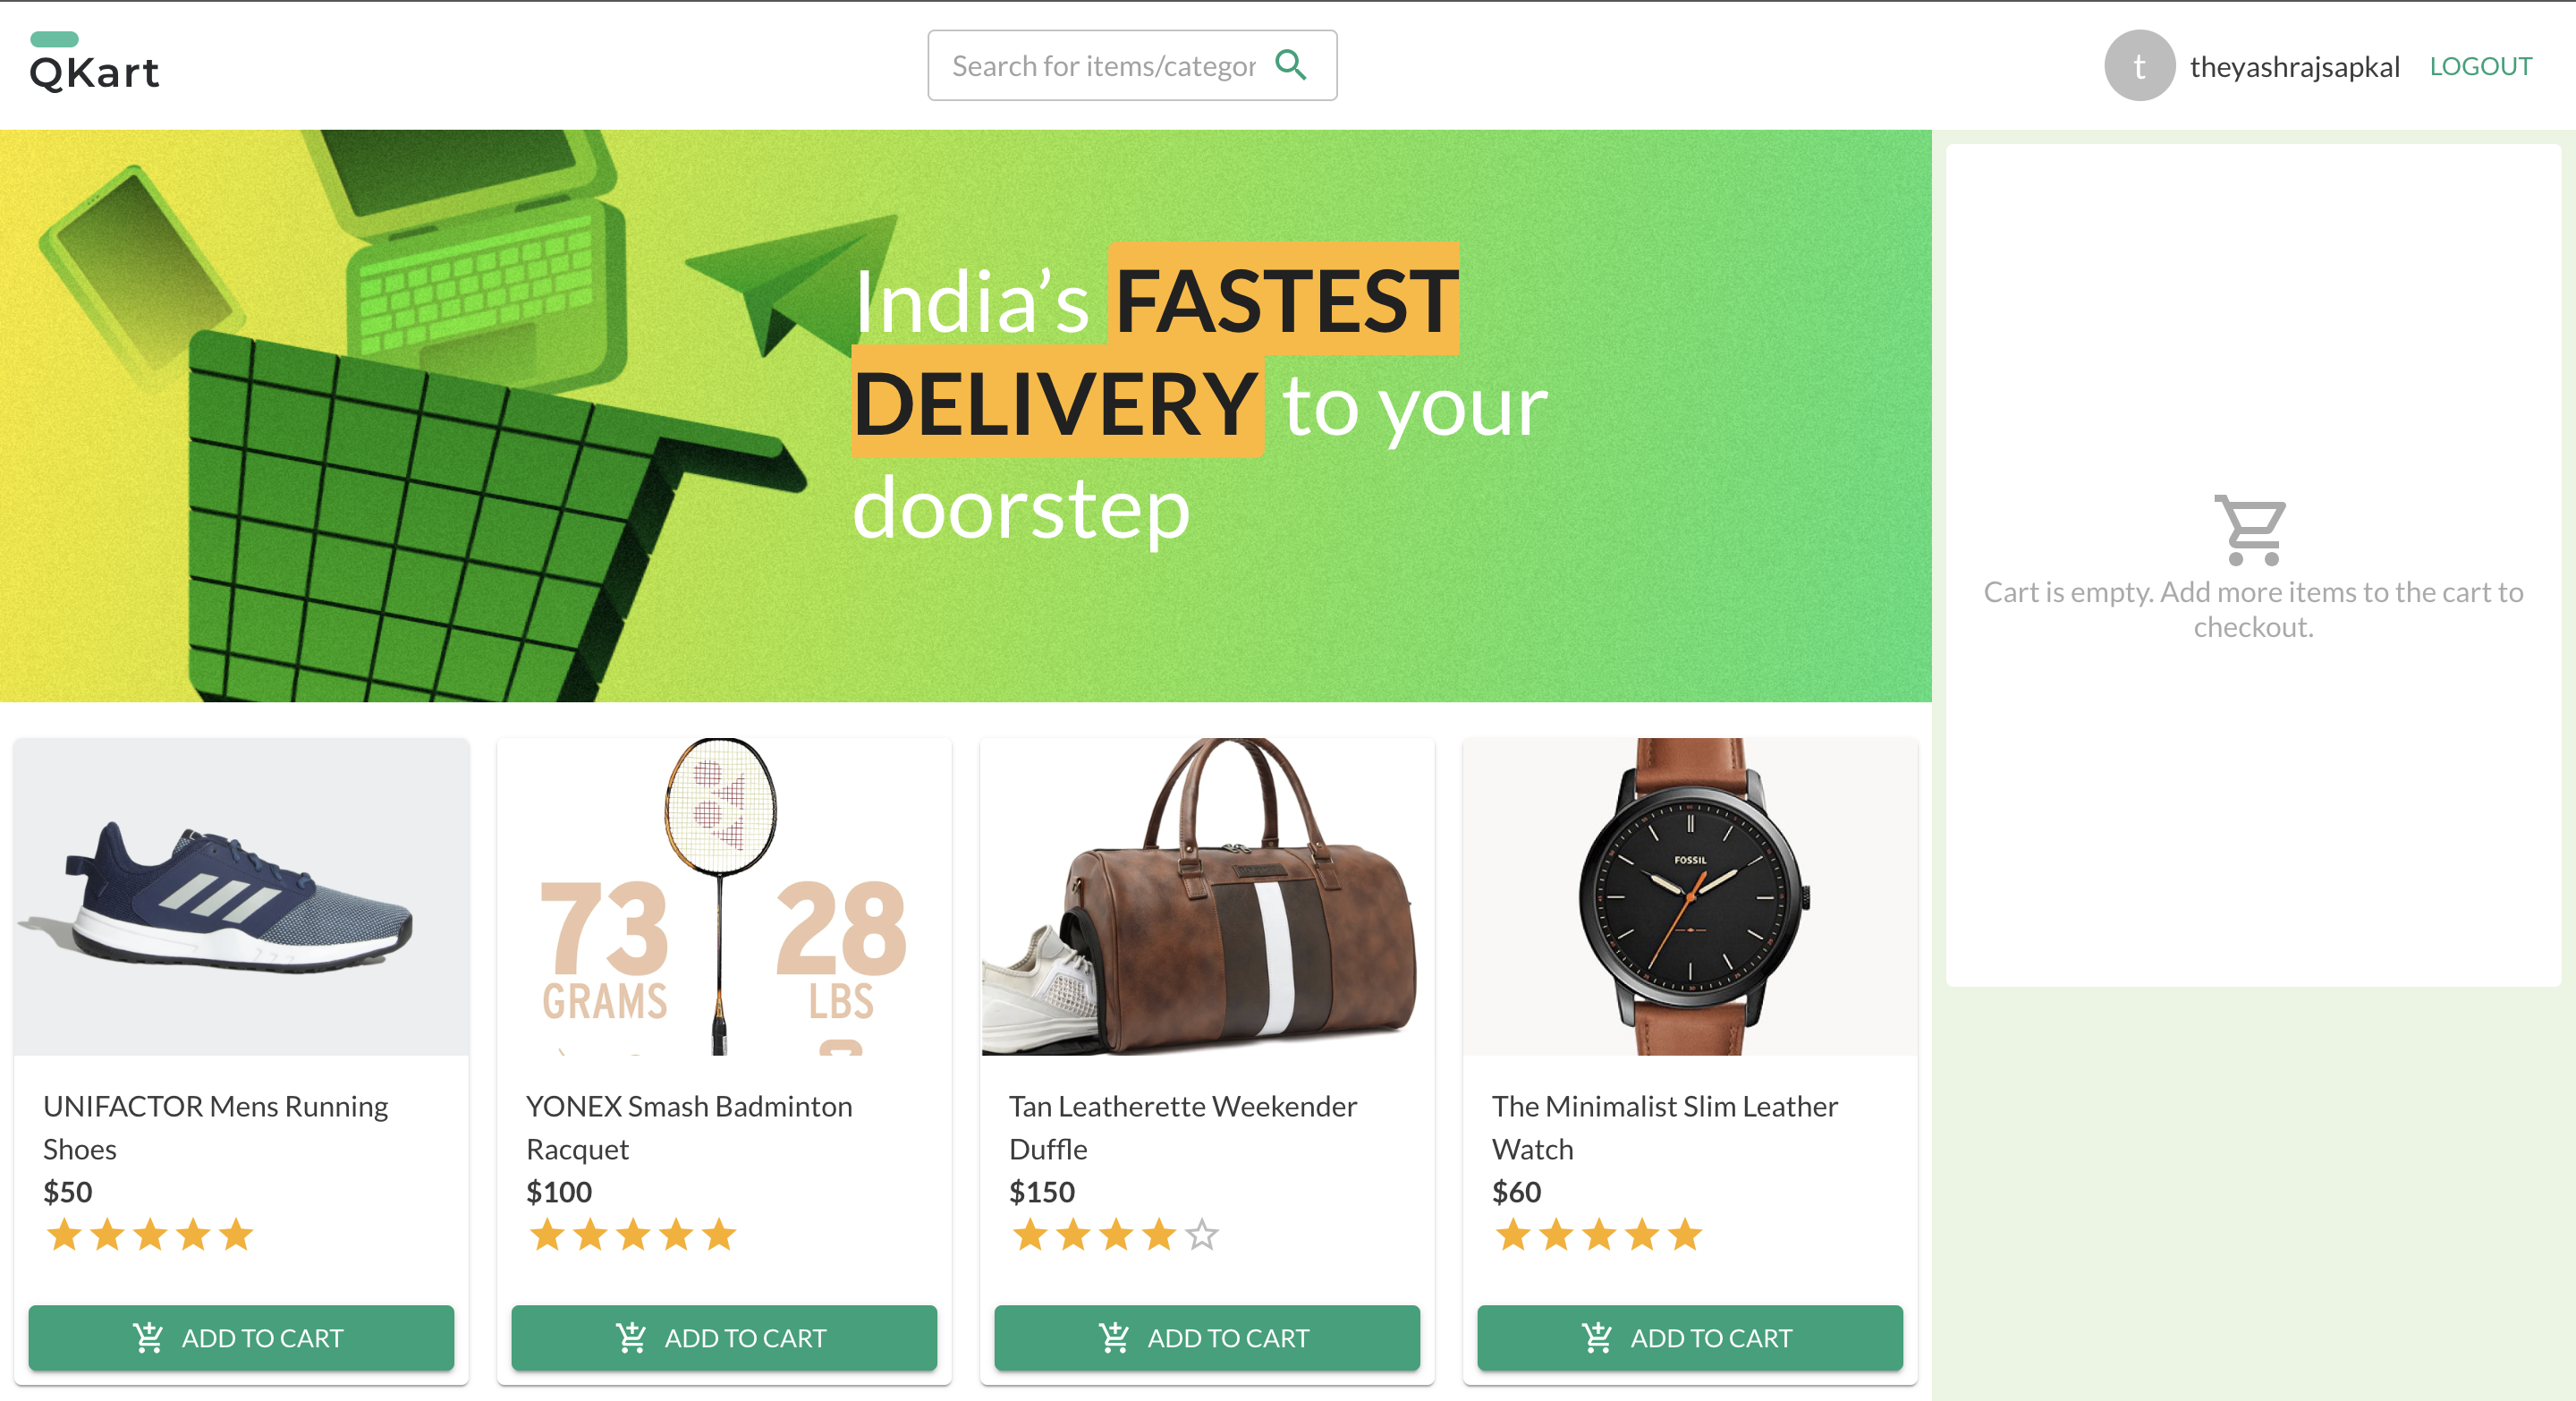 QKart
Search for items/categor
t
theyashrajsapkal
LOGOUT
India’s FASTEST
DELIVERY to your
doorstep
Cart is empty. Add more items to the cart to
checkout.
73
GRAMS
28
LBS
FOSSIL
UNIFACTOR Mens Running
Shoes
$50
ADD TO CART
YONEX Smash Badminton
Racquet
$100
ADD TO CART
Tan Leatherette Weekender
Duffle
$150
ADD TO CART
The Minimalist Slim Leather
Watch
$60
ADD TO CART